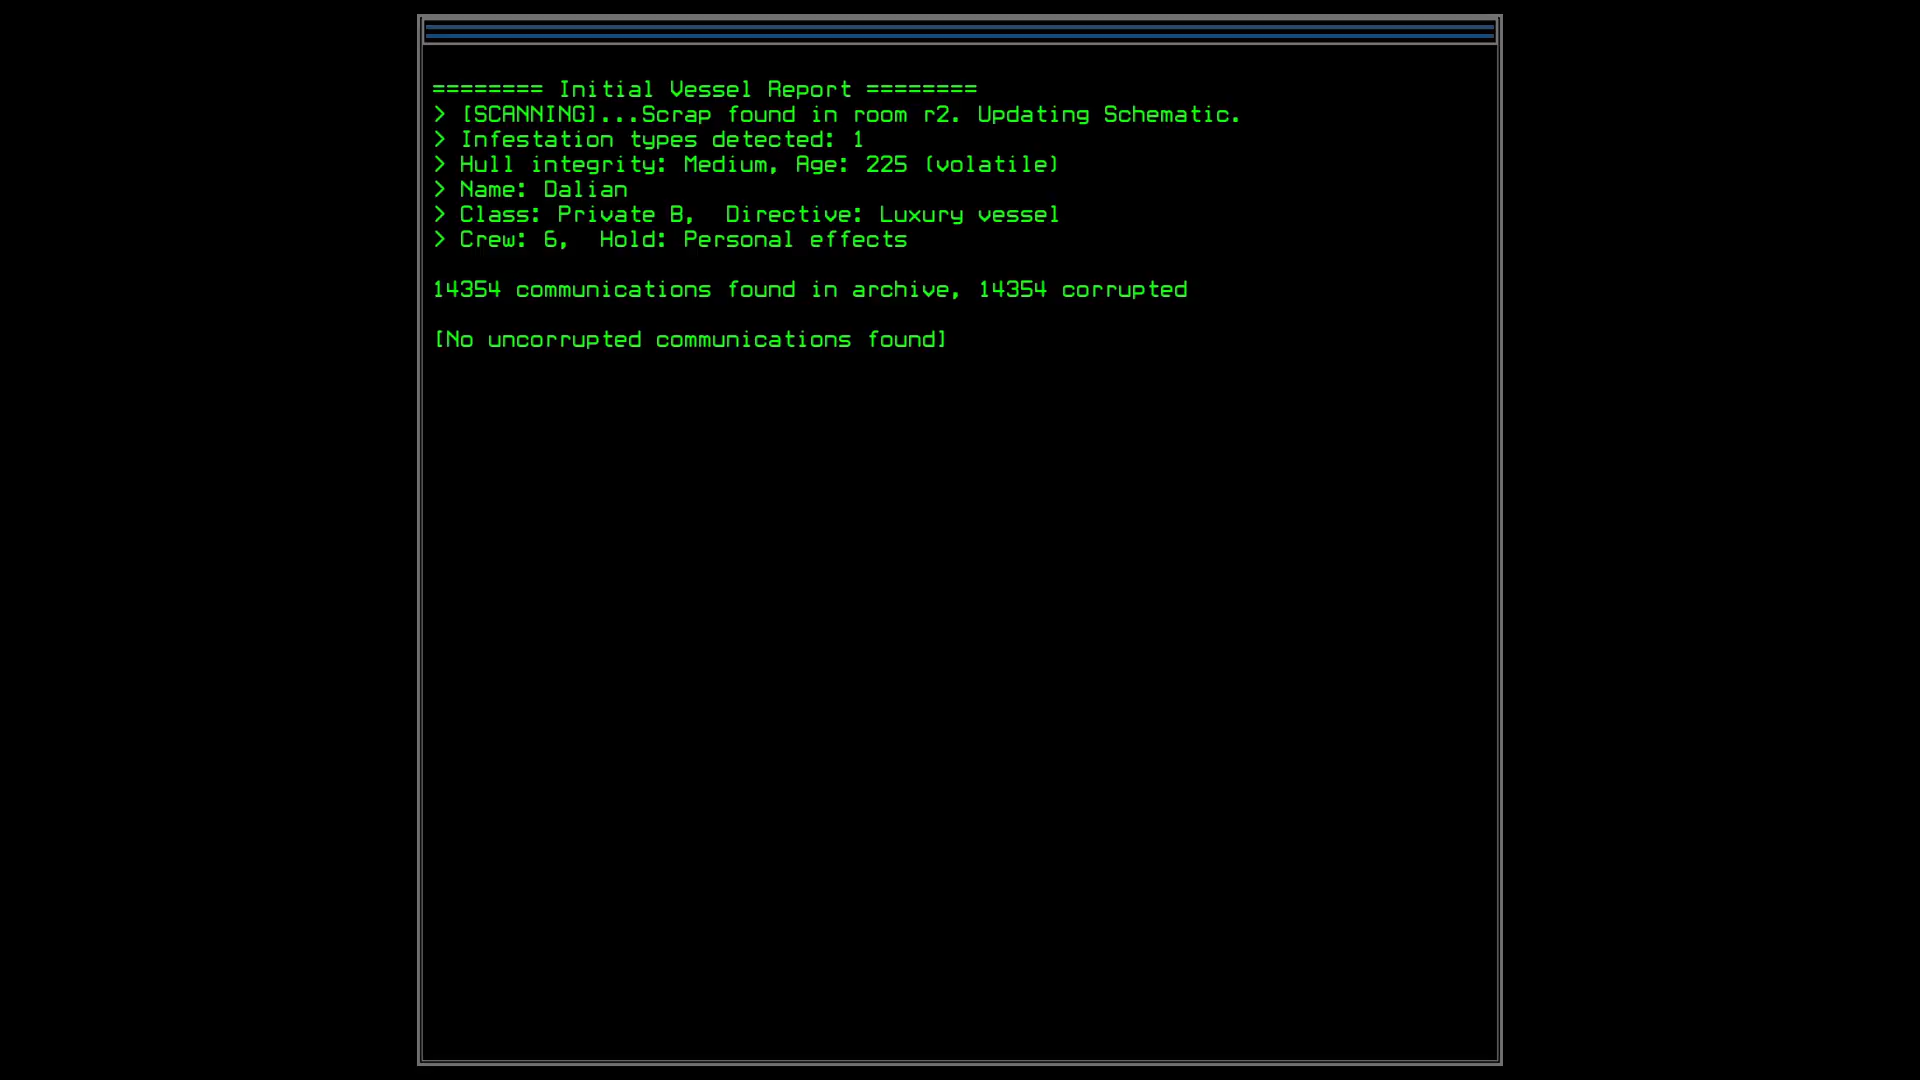 ======== Initial Vessel Report ========
> [SCANNING]...Scrap found in room r2. Updating Schematic.
> Infestation types detected: 1
> Hull integrity: Medium, Age: 225 (volatile)
> Name: Dalian
> Class: Private B,  Directive: Luxury vessel
> Crew: 6,  Hold: Personal effects
14354 communications found in archive, 14354 corrupted
[No uncorrupted communications found]